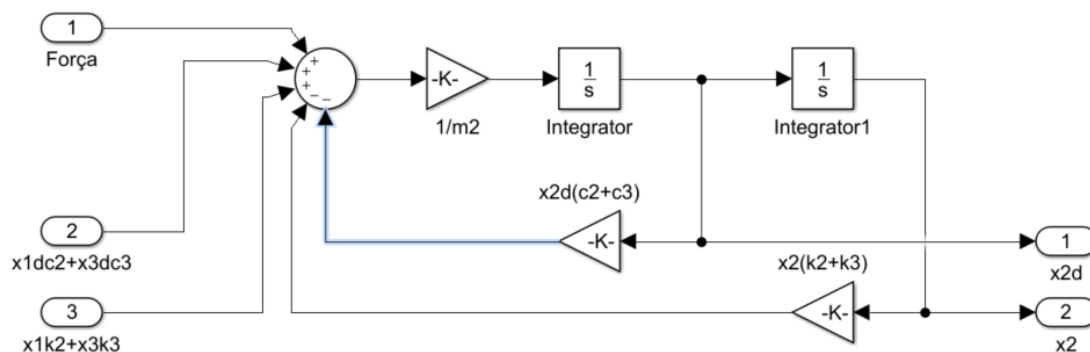 1
Força
+
+
+
−
−
-K-
1/m2
1
s
Integrator
1
s
Integrator1
x2d(c2+c3)
-K-
2
x1dc2+x3dc3
1
x2d
x2(k2+k3)
-K-
3
x1k2+x3k3
2
x2